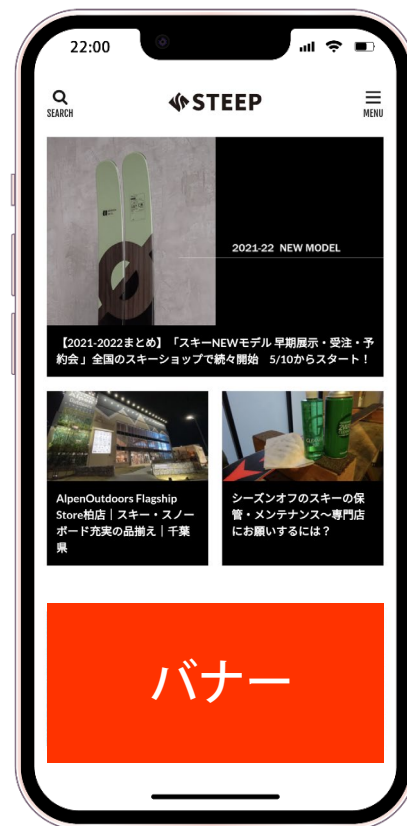 22:00
SEARCH
STEEP
MENU
2021-22 NEW MODEL
【2021-2022まとめ】「スキーNEWモデル 早期展示・受注・予
約会」全国のスキーショップで続々開始　5/10からスタート！
AlpenOutdoors Flagship
Store柏店｜スキー・スノー
ボード充実の品揃え｜千葉
県
シーズンオフのスキーの保
管・メンテナンス〜専門店
にお願いするには？
バナー